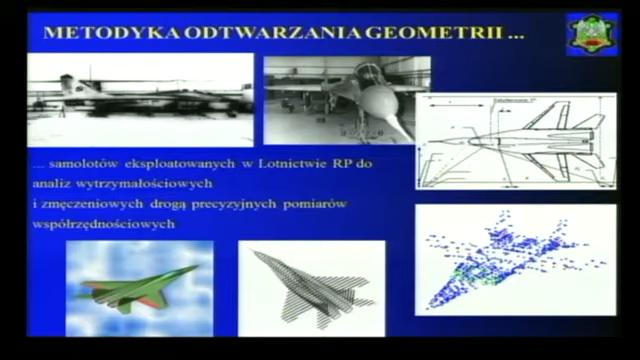 METODYKA ODTWARZANIA GEOMETRII ...
... samolotów eksploatowanych w Lotnictwie RP do
analiz wytrzymałościowych
i zmęczeniowych drogą precyzyjnych pomiarów
współrzędnościowych